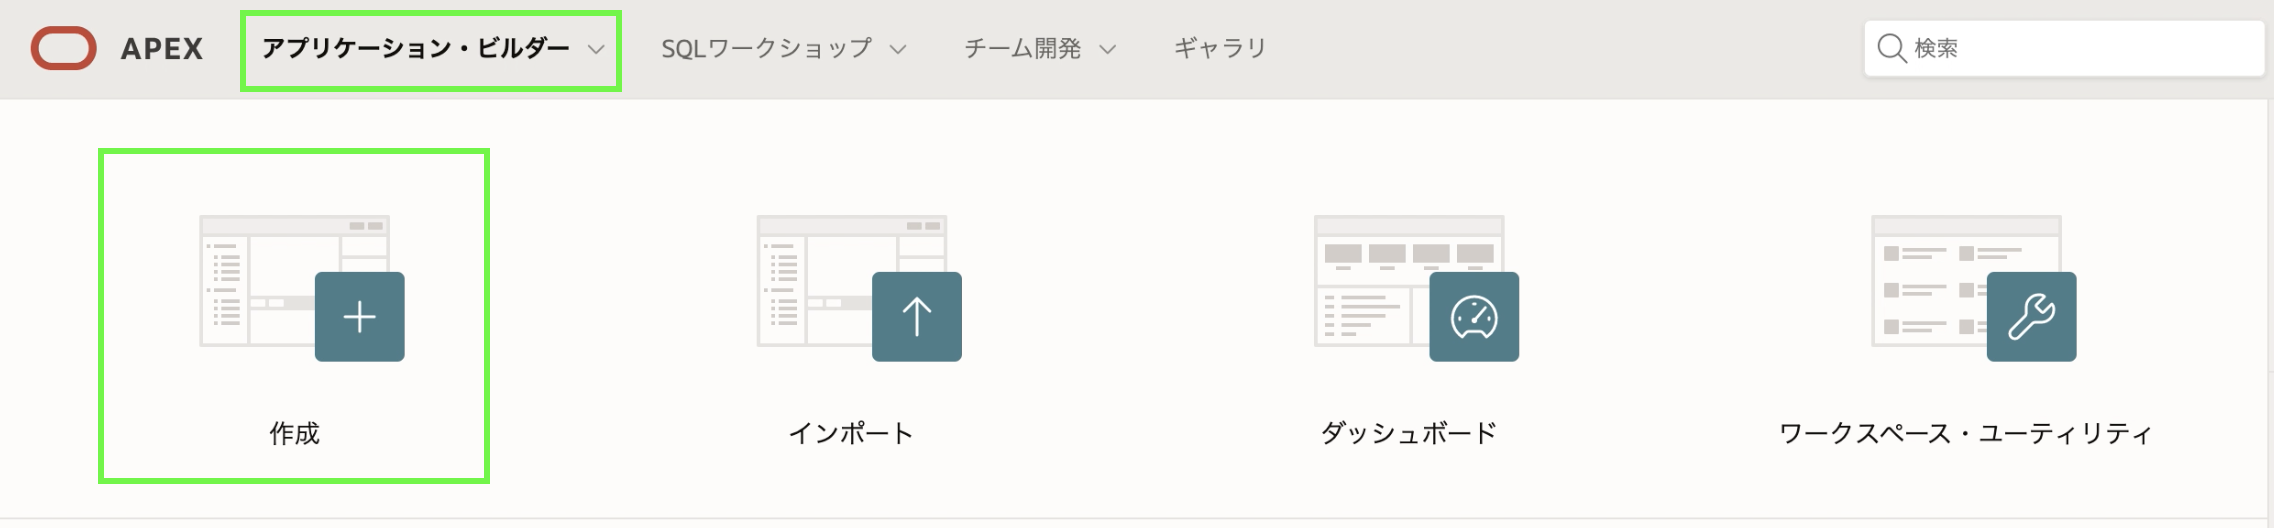 APEX アプリケーション・ビルダー SQLワークショップ チーム開発 ギャラリ 検索
作成 インポート ダッシュボード ワークスペース・ユーティリティ